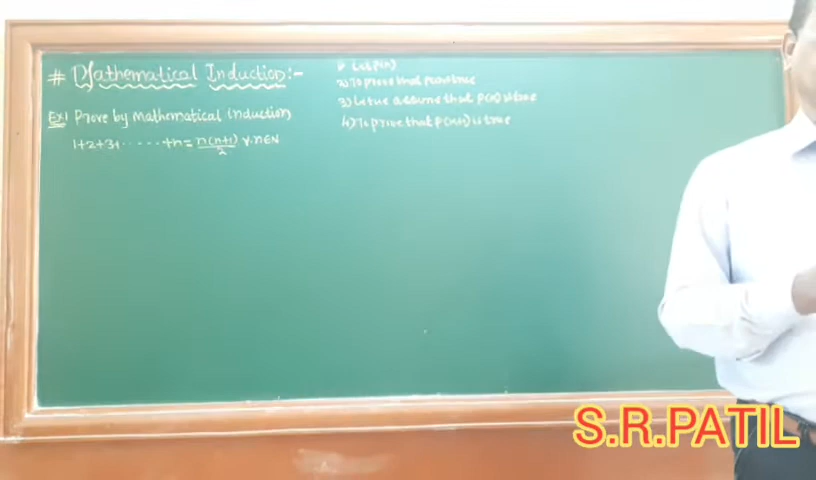 # Mathematical Induction:-
Ex:1 Prove by mathematical induction
1+2+3+......+n = n(n+1)/2 ∀ n∈N
1) Let P(n)
2) To prove that P(1) is true
3) Let us assume that P(k) is true
4) To prove that P(k+1) is true
S.R.PATIL